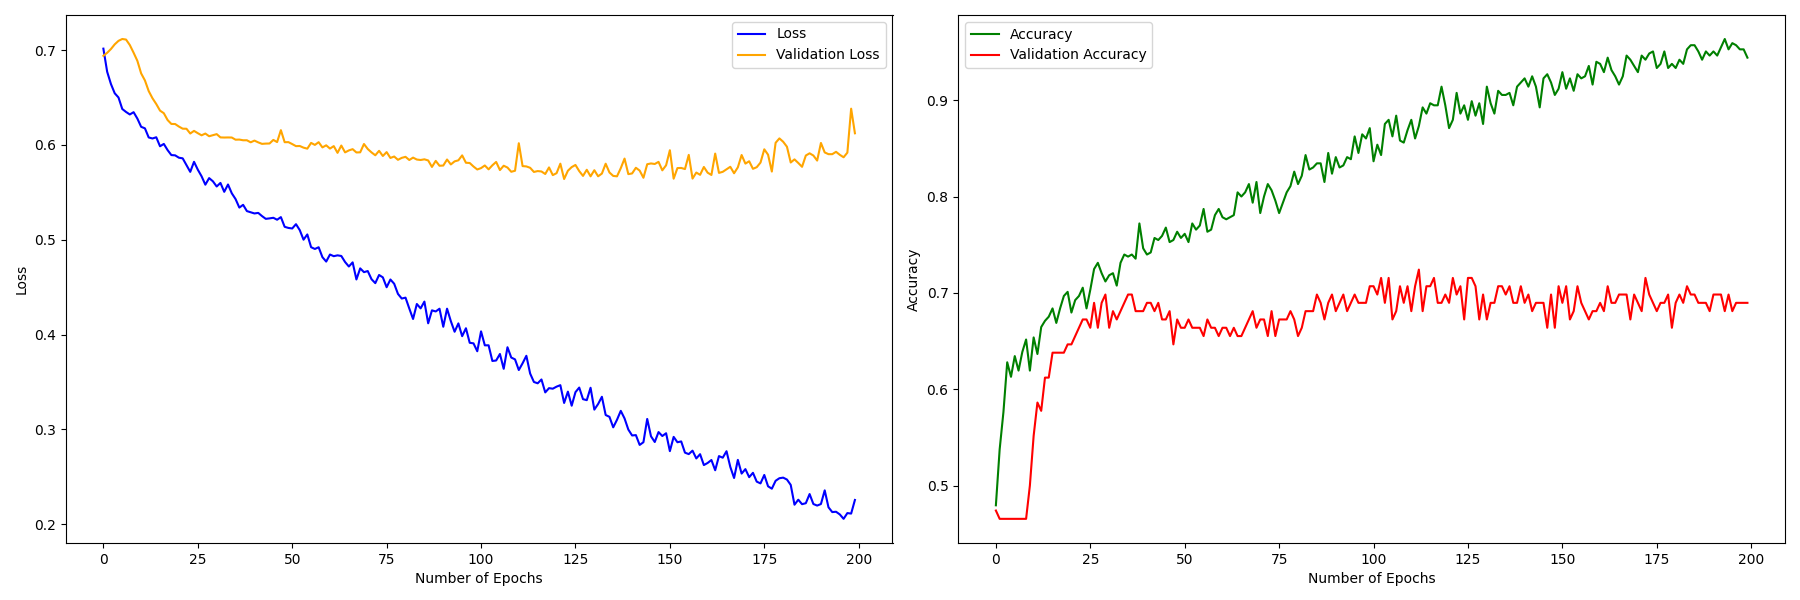 Loss
Validation Loss
0.7
0.6
0.5
0.4
0.3
0.2
Loss
0 25 50 75 100 125 150 175 200
Number of Epochs
Accuracy
Validation Accuracy
0.9
0.8
0.7
0.6
0.5
Accuracy
0 25 50 75 100 125 150 175 200
Number of Epochs